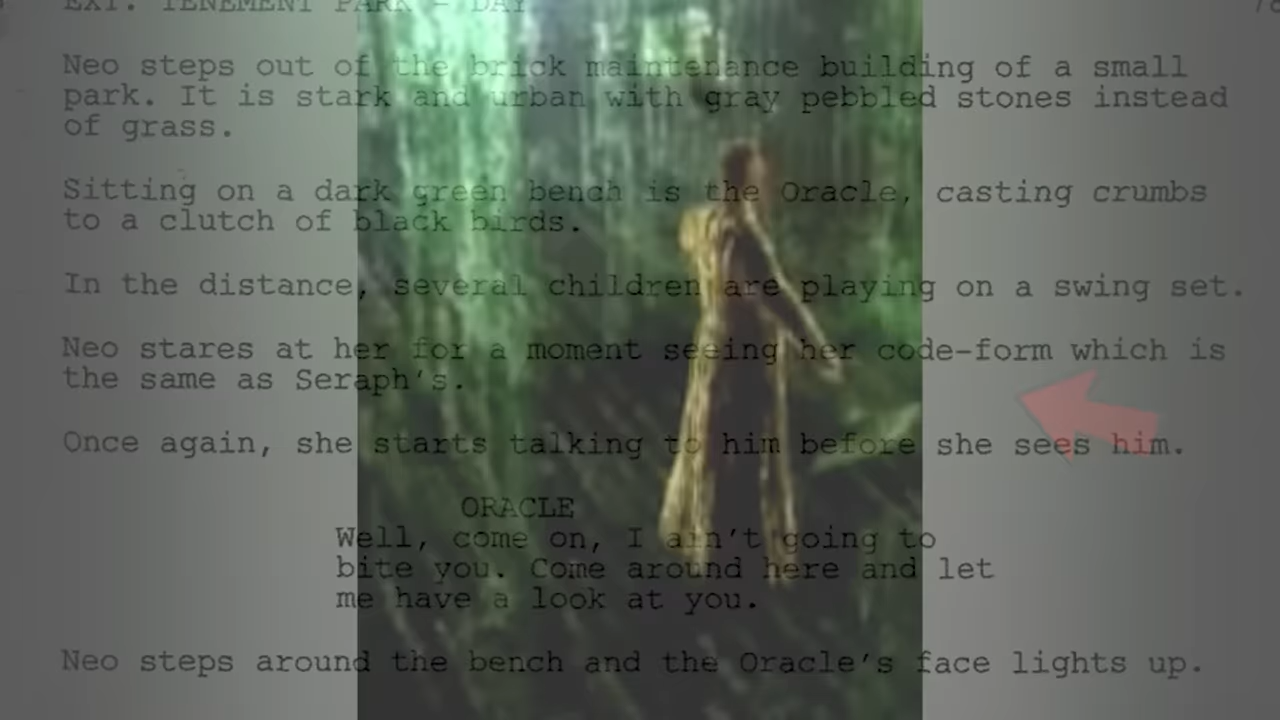 EXT. TENEMENT PARK - DAY
Neo steps out of the brick maintenance building of a small
park. It is stark and urban with gray pebbled stones instead
of grass.
Sitting on a dark green bench is the Oracle, casting crumbs
to a clutch of black birds.
In the distance, several children are playing on a swing set.
Neo stares at her for a moment seeing her code-form which is
the same as Seraph's.
Once again, she starts talking to him before she sees him.
ORACLE
Well, come on, I ain't going to
bite you. Come around here and let
me have a look at you.
Neo steps around the bench and the Oracle's face lights up.